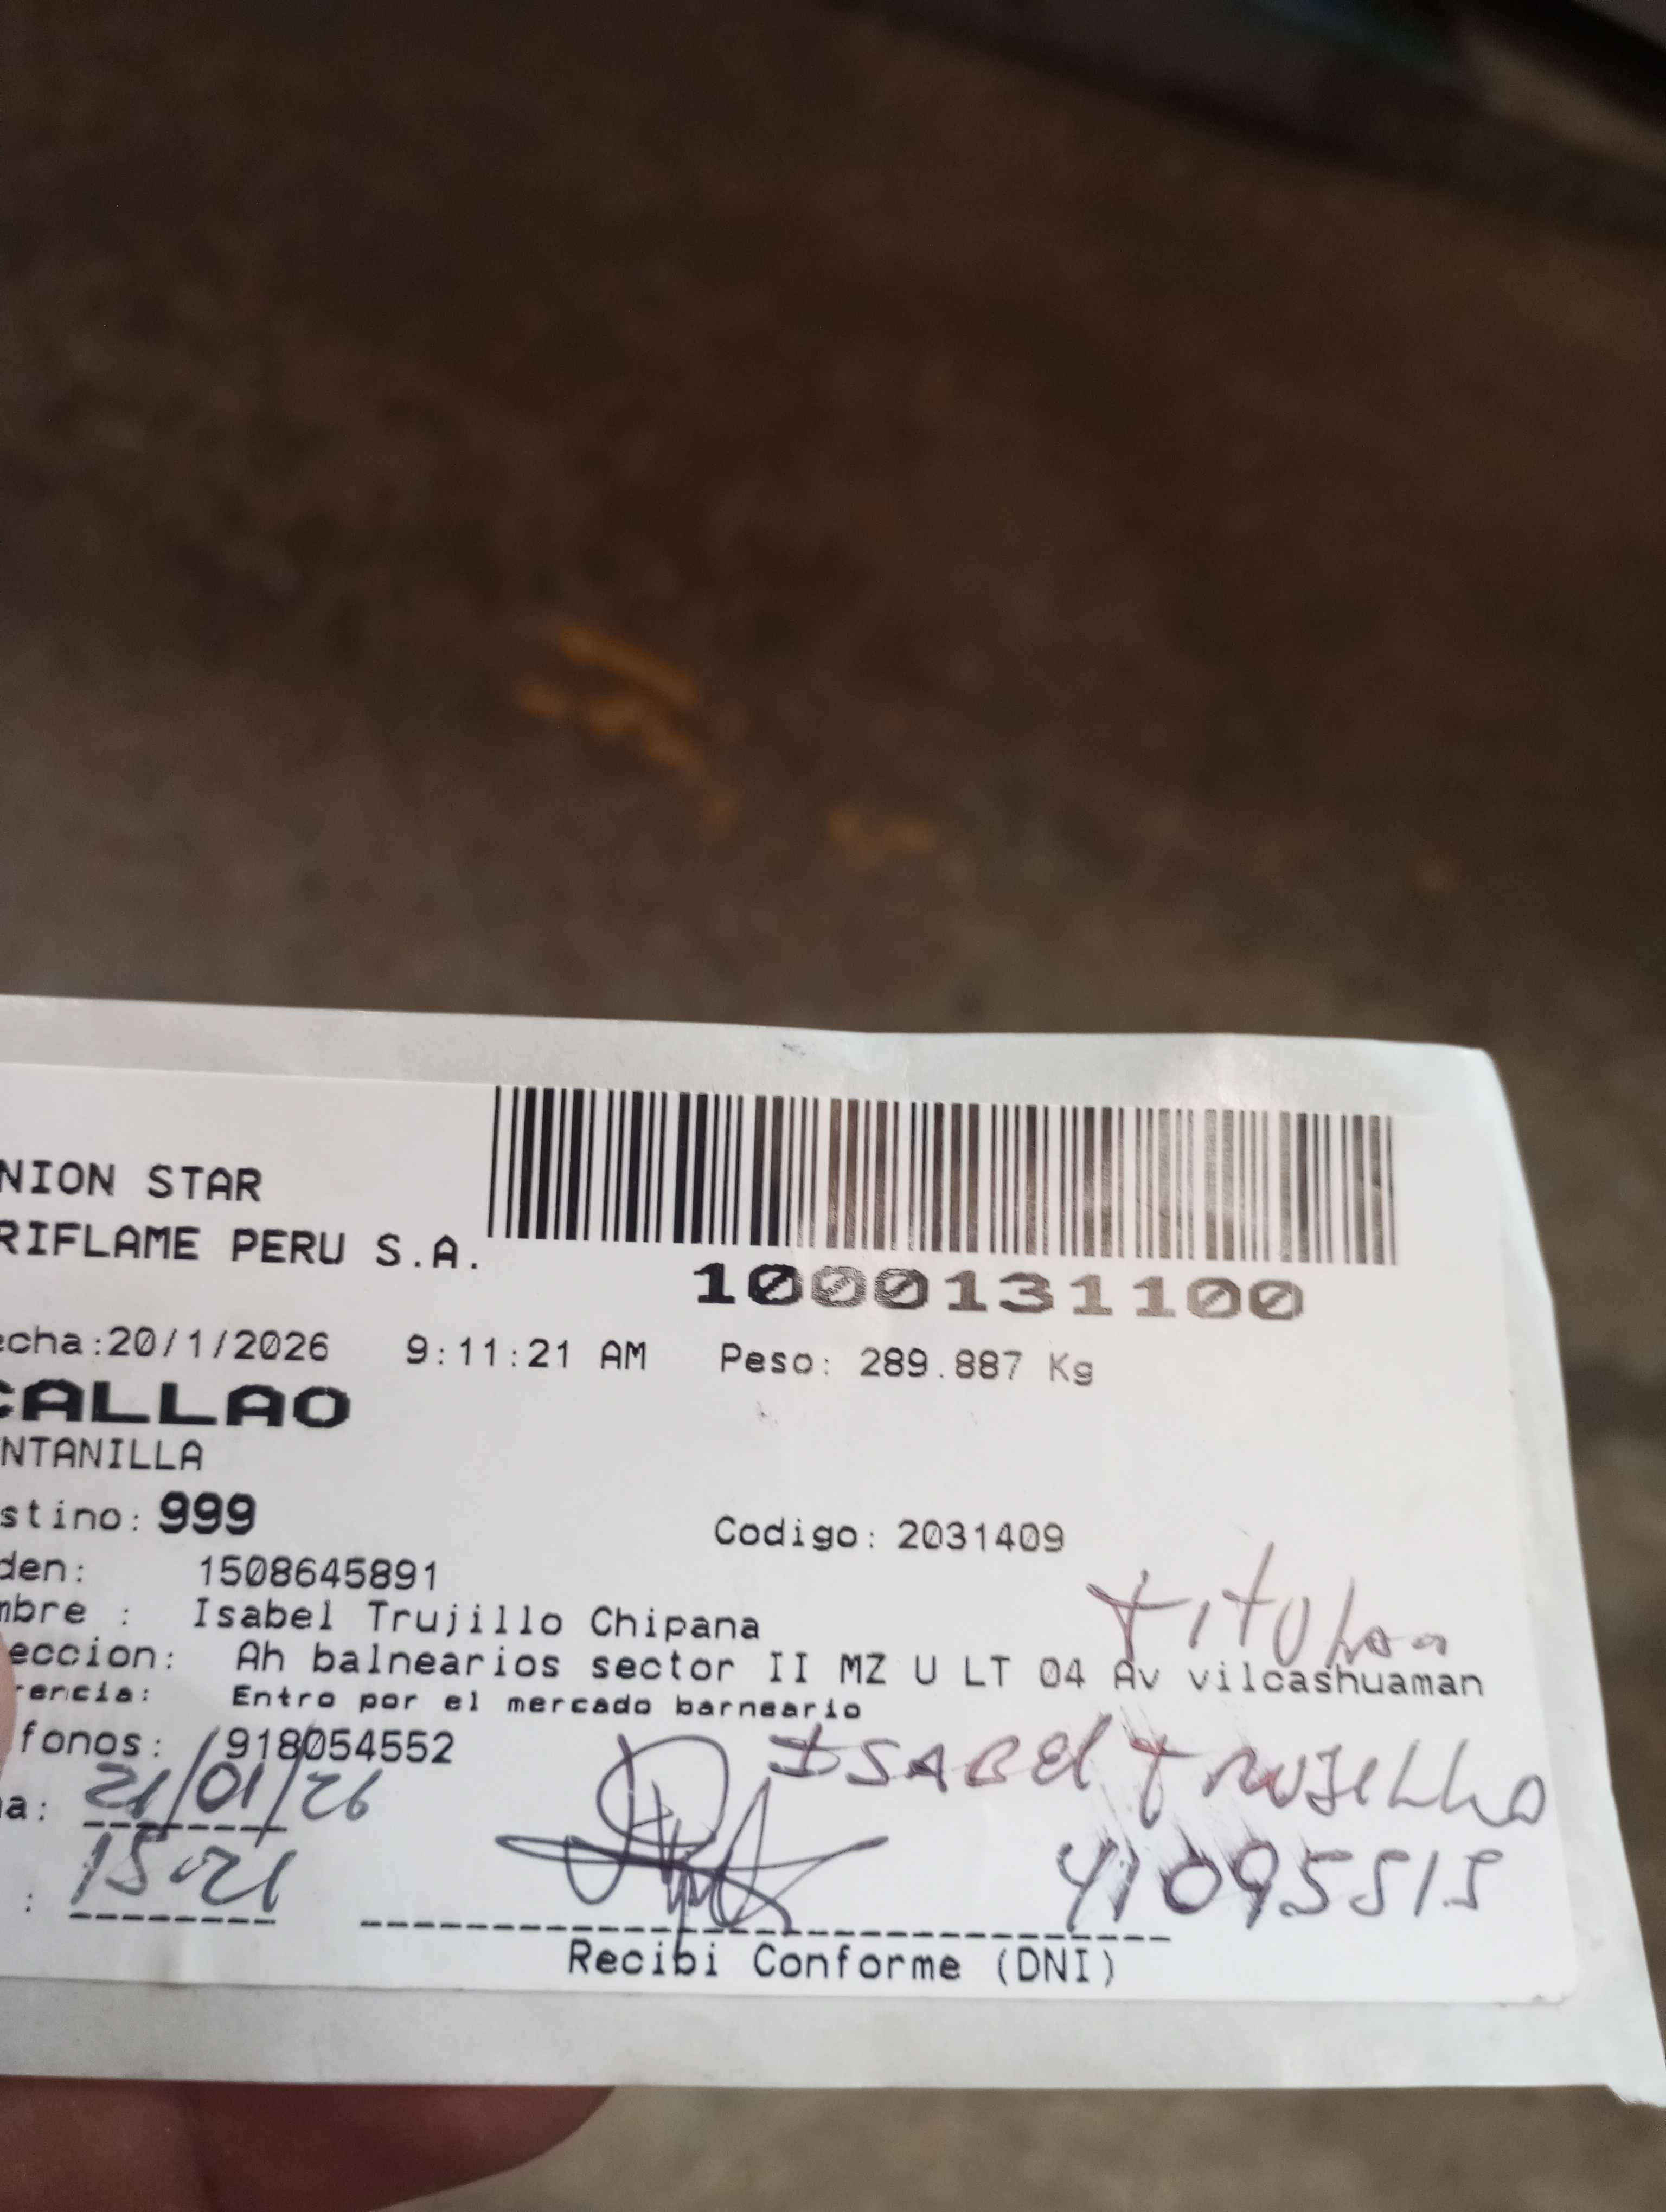 NION STAR
RIFLAME PERU S.A.
1000131100
echa:20/1/2026 9:11:21 AM Peso: 289.887 Kg
CALLAO
NTANILLA
stino: 999 Codigo: 2031409
den: 1508645891
mbre : Isabel Trujillo Chipana
Titular
eccion: Ah balnearios sector II MZ U LT 04 Av vilcashuaman
rencia: Entro por el mercado barneario
fonos: 918054552
ISABEl TRUJILLO
a: 21/01/26
: 15:21
41095515
Recibi Conforme (DNI)